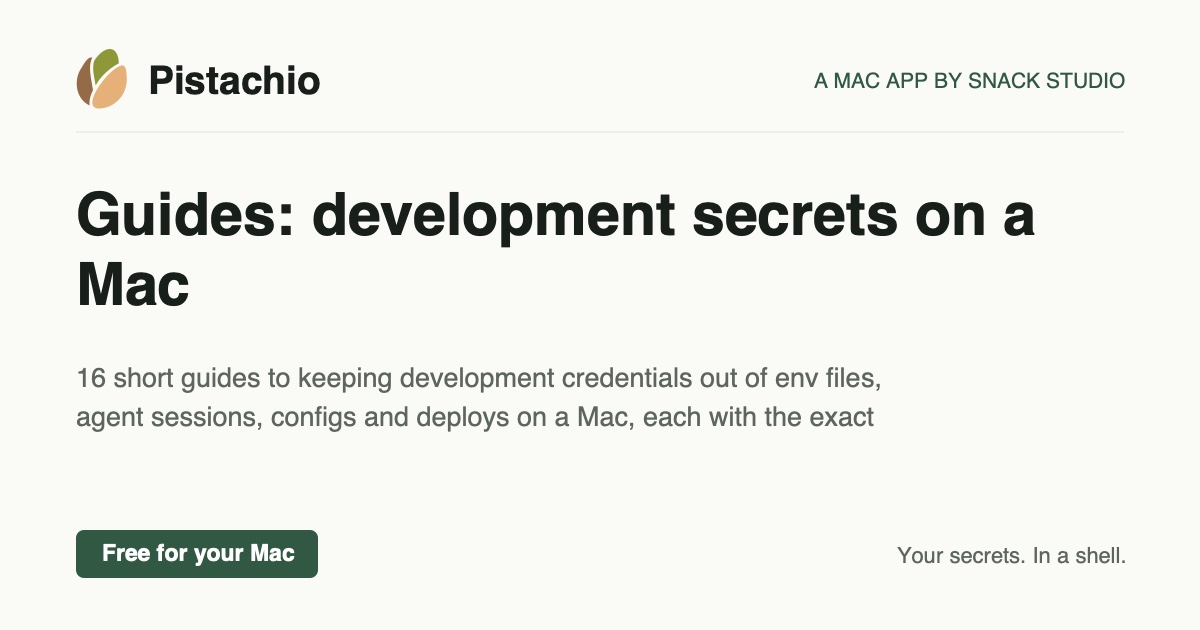 Pistachio
A MAC APP BY SNACK STUDIO
Guides: development secrets on a
Mac
16 short guides to keeping development credentials out of env files,
agent sessions, configs and deploys on a Mac, each with the exact
Free for your Mac
Your secrets. In a shell.